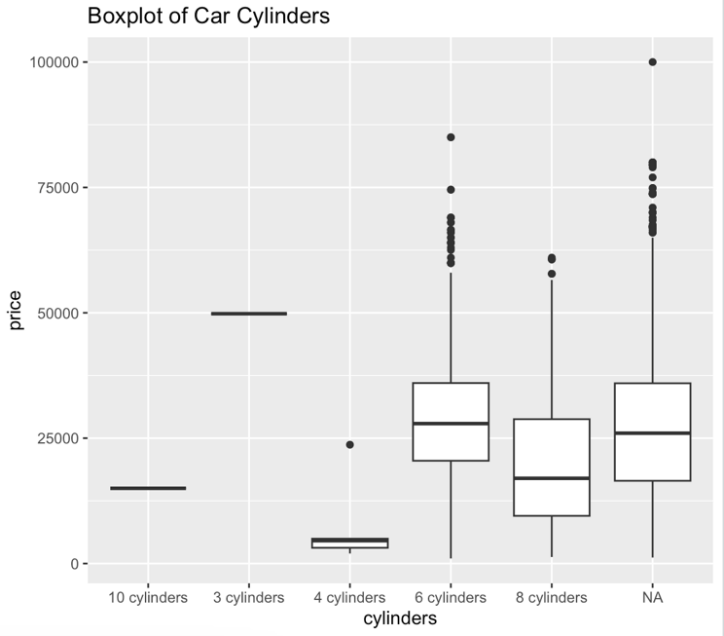 Boxplot of Car Cylinders
100000
75000
50000
25000
0
price
10 cylinders
3 cylinders
4 cylinders
6 cylinders
8 cylinders
NA
cylinders